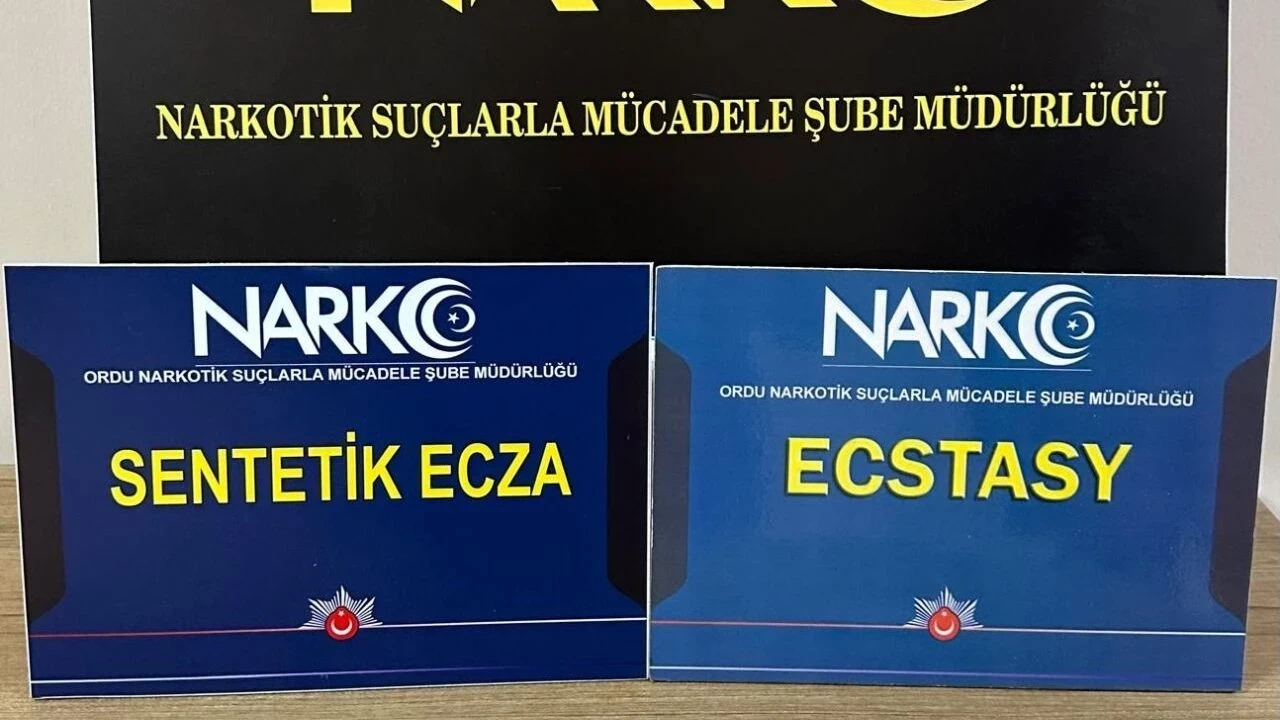 NARKO
NARKOTİK SUÇLARLA MÜCADELE ŞUBE MÜDÜRLÜĞÜ
NARKO
ORDU NARKOTİK SUÇLARLA MÜCADELE ŞUBE MÜDÜRLÜĞÜ
SENTETİK ECZA
NARKO
ORDU NARKOTİK SUÇLARLA MÜCADELE ŞUBE MÜDÜRLÜĞÜ
ECSTASY